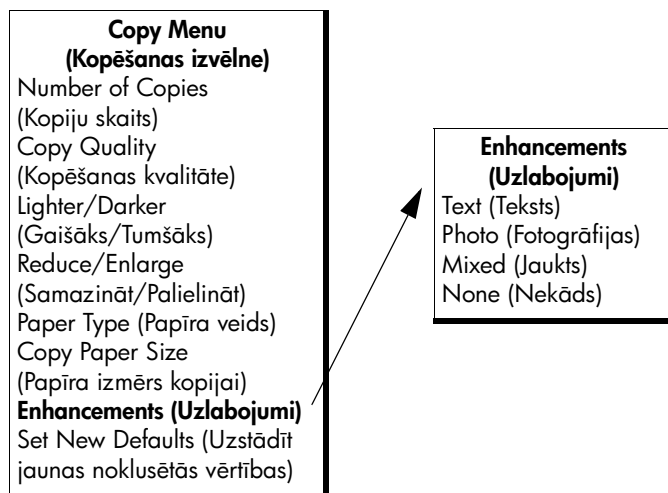 Copy Menu
(Kopēšanas izvēlne)
Number of Copies
(Kopiju skaits)
Copy Quality
(Kopēšanas kvalitāte)
Lighter/Darker
(Gaišāks/Tumšāks)
Reduce/Enlarge
(Samazināt/Palielināt)
Paper Type (Papīra veids)
Copy Paper Size
(Papīra izmērs kopijai)
Enhancements (Uzlabojumi)
Set New Defaults (Uzstādīt
jaunas noklusētās vērtības)
Enhancements
(Uzlabojumi)
Text (Teksts)
Photo (Fotogrāfijas)
Mixed (Jaukts)
None (Nekāds)